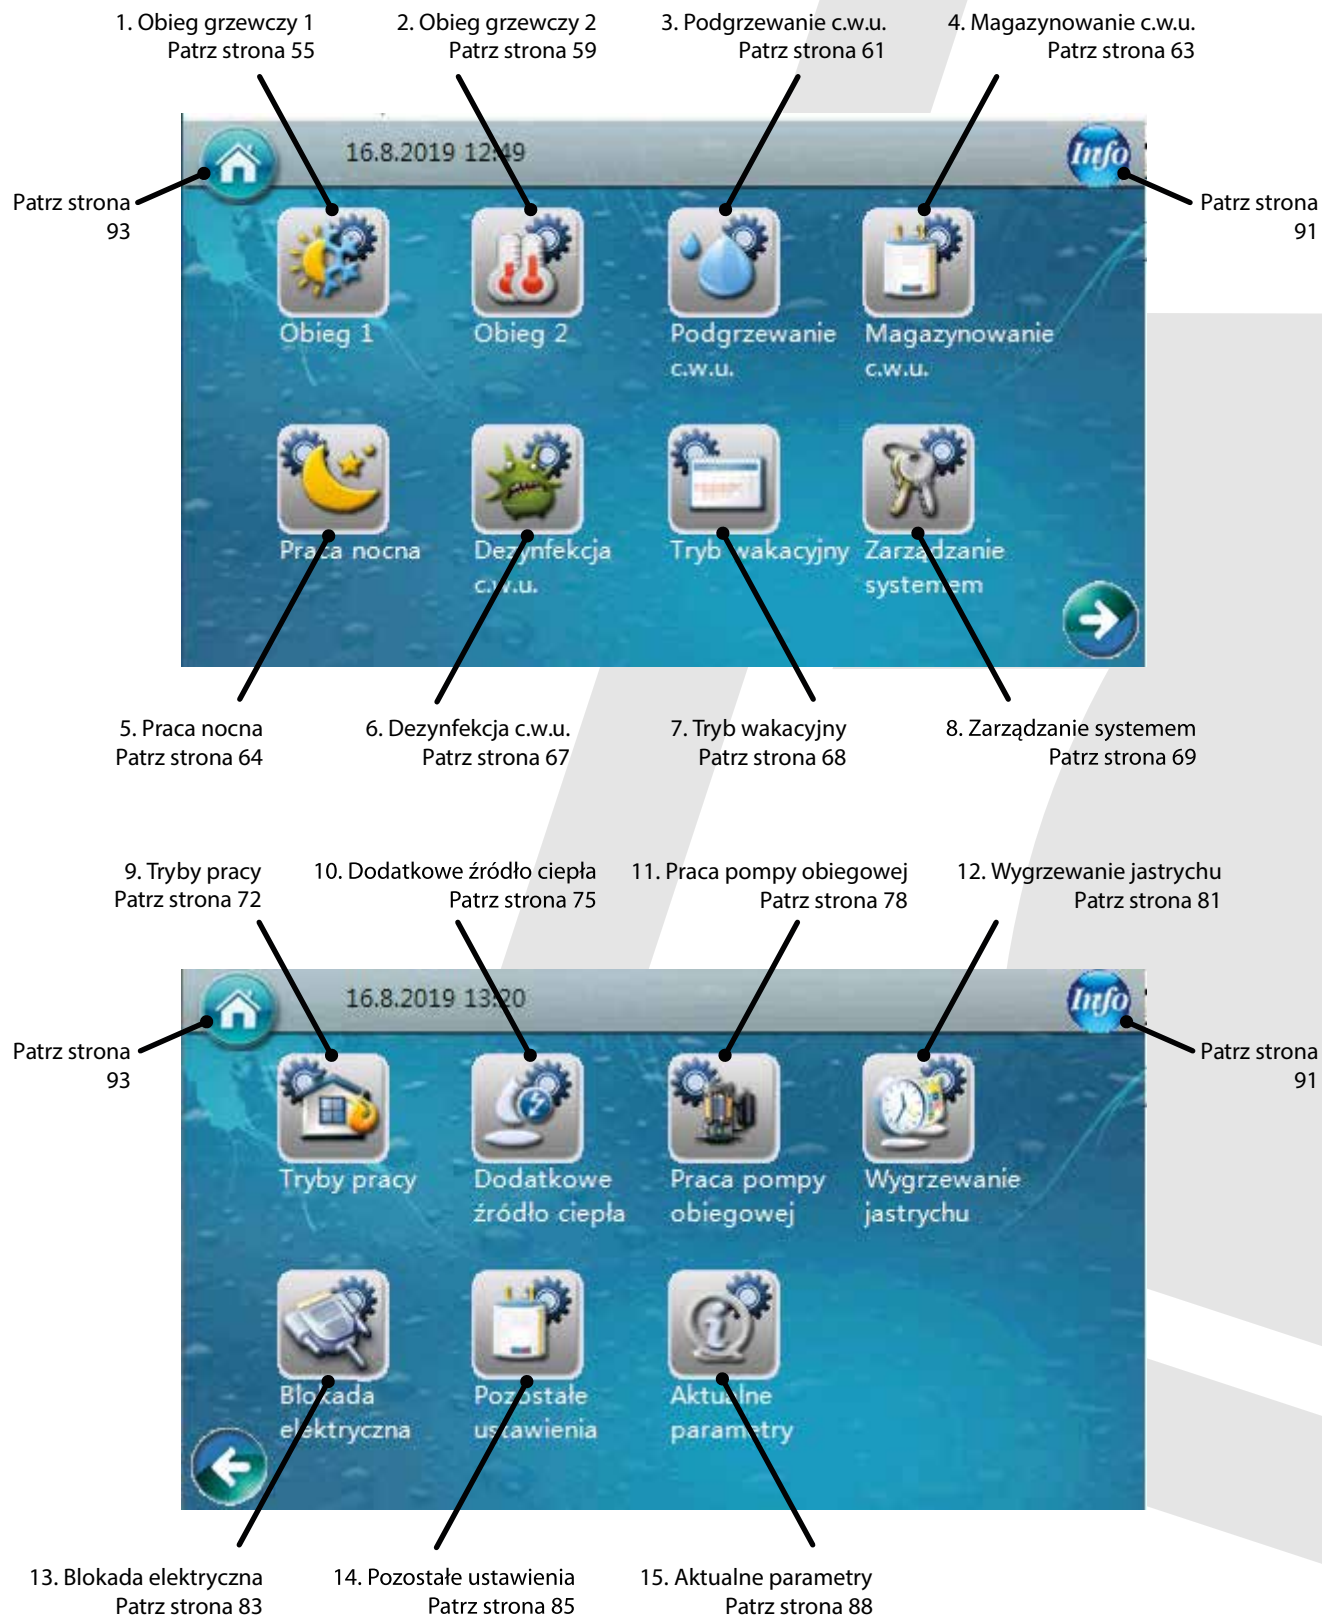 1. Obieg grzewczy 1
Patrz strona 55
2. Obieg grzewczy 2
Patrz strona 59
3. Podgrzewanie c.w.u.
Patrz strona 61
4. Magazynowanie c.w.u.
Patrz strona 63
16.8.2019 12:49
Info
Patrz strona
93
Patrz strona
91
Obieg 1
Obieg 2
Podgrzewanie
c.w.u.
Magazynowanie
c.w.u.
Praca nocna
Dezynfekcja
c.w.u.
Tryb wakacyjny
Zarządzanie
systemem
5. Praca nocna
Patrz strona 64
6. Dezynfekcja c.w.u.
Patrz strona 67
7. Tryb wakacyjny
Patrz strona 68
8. Zarządzanie systemem
Patrz strona 69
9. Tryby pracy
Patrz strona 72
10. Dodatkowe źródło ciepła
Patrz strona 75
11. Praca pompy obiegowej
Patrz strona 78
12. Wygrzewanie jastrychu
Patrz strona 81
16.8.2019 13:20
Info
Patrz strona
93
Patrz strona
91
Tryby pracy
Dodatkowe
źródło ciepła
Praca pompy
obiegowej
Wygrzewanie
jastrychu
Blokada
elektryczna
Pozostałe
ustawienia
Aktualne
parametry
13. Blokada elektryczna
Patrz strona 83
14. Pozostałe ustawienia
Patrz strona 85
15. Aktualne parametry
Patrz strona 88